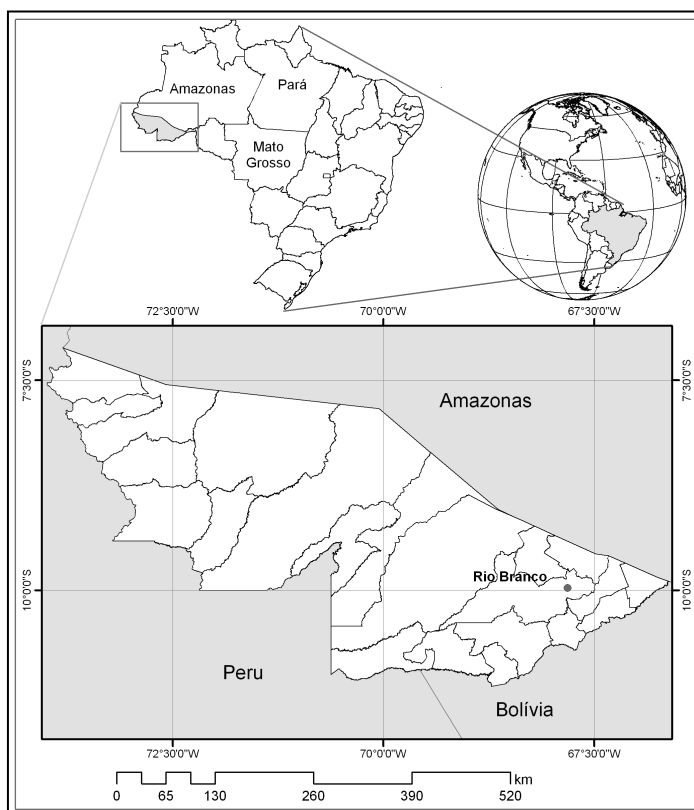 Amazonas
Pará
Mato
Grosso
72°30'0"W
70°0'0"W
67°30'0"W
7°30'0"S
7°30'0"S
Amazonas
Rio Branco
10°0'0"S
10°0'0"S
Peru
Bolívia
72°30'0"W
70°0'0"W
67°30'0"W
km
0 65 130 260 390 520